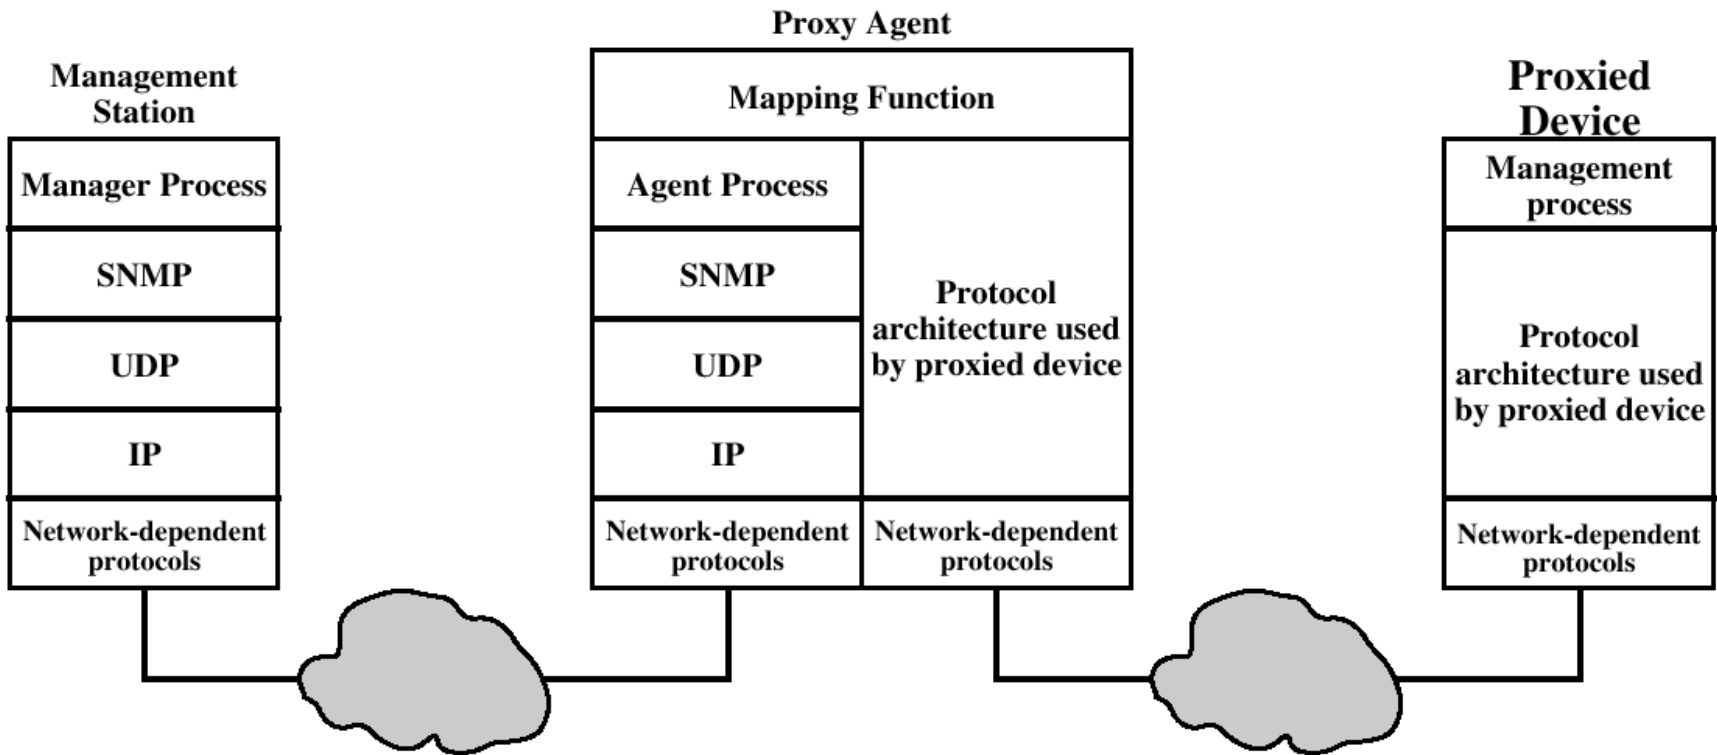 Management
Station
Manager Process
SNMP
UDP
IP
Network-dependent
protocols
Proxy Agent
Mapping Function
Agent Process
SNMP
UDP
IP
Network-dependent
protocols
Protocol
architecture used
by proxied device
Network-dependent
protocols
Proxied
Device
Management
process
Protocol
architecture used
by proxied device
Network-dependent
protocols